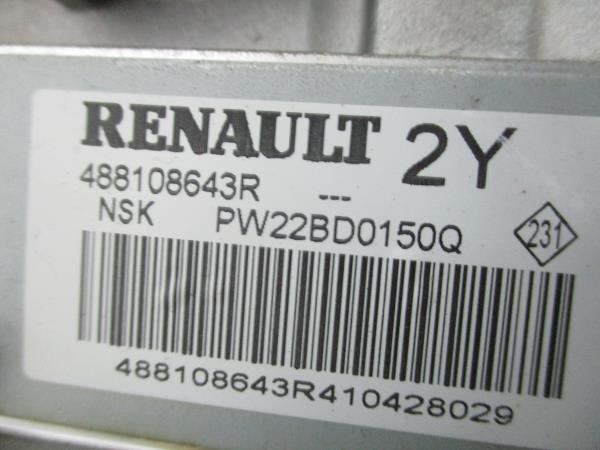 RENAULT 2Y
488108643R ---
NSK PW22BD0150Q 231
488108643R410428029